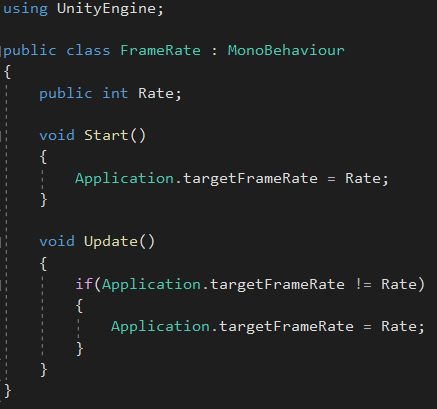 using UnityEngine;
public class FrameRate : MonoBehaviour
{
    public int Rate;
    void Start()
    {
        Application.targetFrameRate = Rate;
    }
    void Update()
    {
        if(Application.targetFrameRate != Rate)
        {
            Application.targetFrameRate = Rate;
        }
    }
}